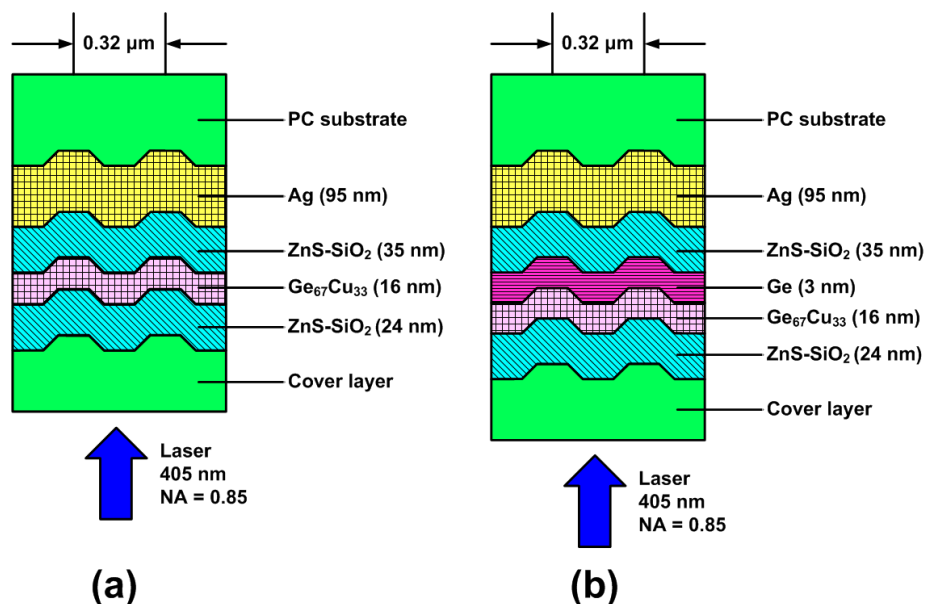 0.32 µm
PC substrate
Ag (95 nm)
ZnS-SiO₂ (35 nm)
Ge₆₇Cu₃₃ (16 nm)
ZnS-SiO₂ (24 nm)
Cover layer
Laser
405 nm
NA = 0.85
(a)
0.32 µm
PC substrate
Ag (95 nm)
ZnS-SiO₂ (35 nm)
Ge (3 nm)
Ge₆₇Cu₃₃ (16 nm)
ZnS-SiO₂ (24 nm)
Cover layer
Laser
405 nm
NA = 0.85
(b)